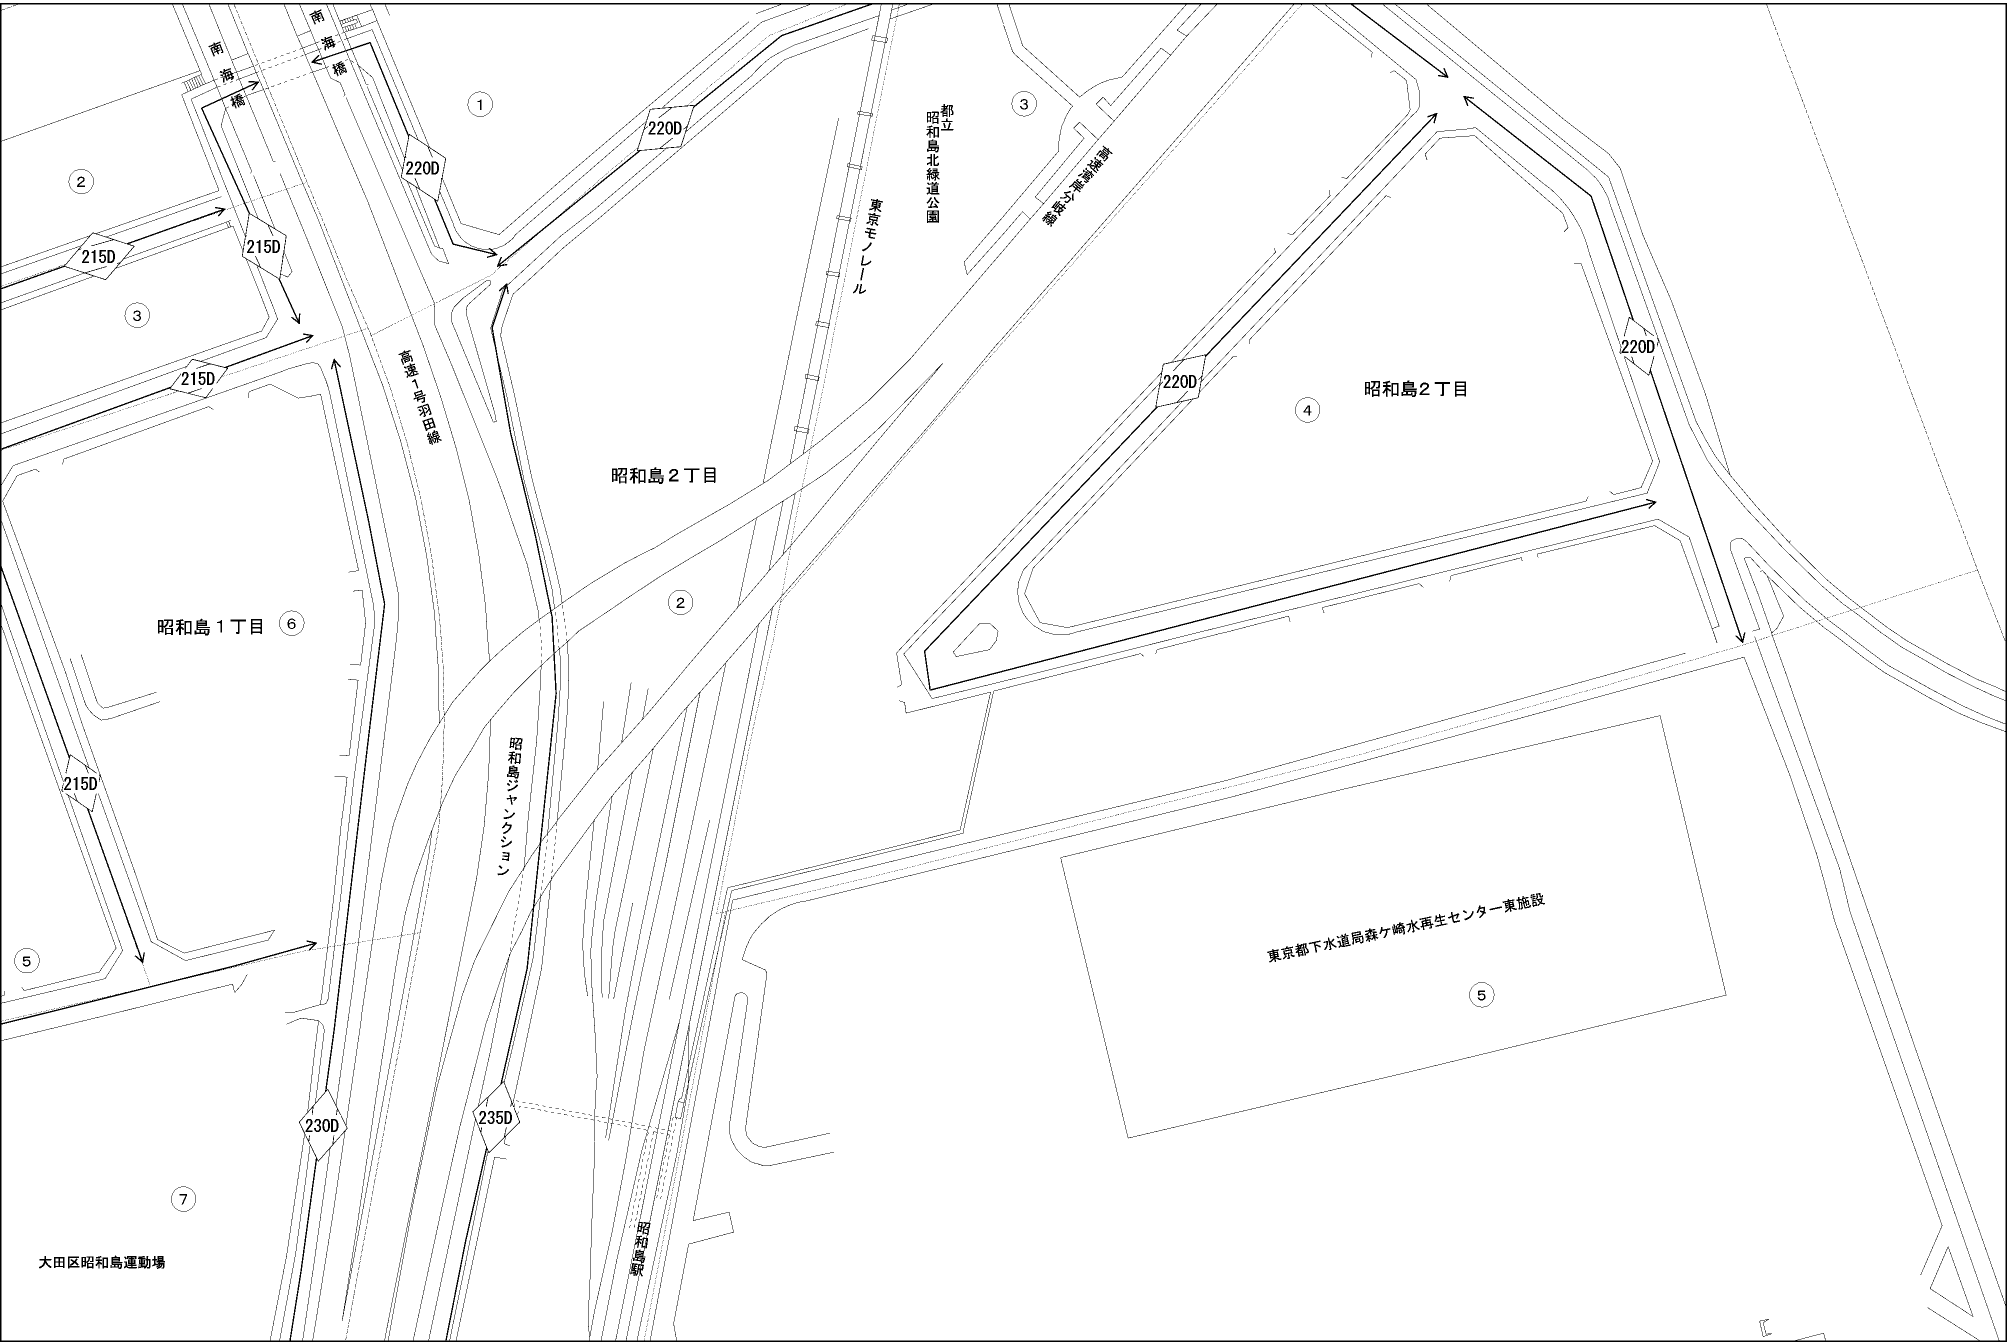 南海橋
南海橋
①
220D
220D
③
都立
昭和島北緑道公園
高速湾岸分岐線
②
東京モノレール
215D
215D
③
220D
215D
高速1号羽田線
220D
昭和島2丁目
④
昭和島2丁目
②
昭和島1丁目
⑥
215D
昭和島ジャンクション
東京都下水道局森ケ崎水再生センター東施設
⑤
⑤
230D
235D
⑦
昭和島駅
大田区昭和島運動場